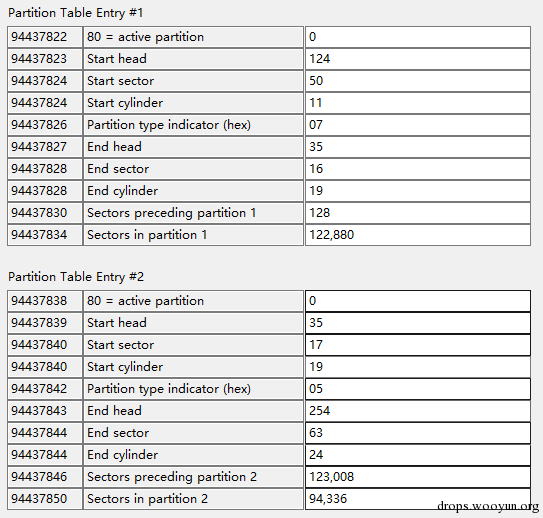 Partition Table Entry #1
94437822 80 = active partition 0
94437823 Start head 124
94437824 Start sector 50
94437824 Start cylinder 11
94437826 Partition type indicator (hex) 07
94437827 End head 35
94437828 End sector 16
94437828 End cylinder 19
94437830 Sectors preceding partition 1 128
94437834 Sectors in partition 1 122,880
Partition Table Entry #2
94437838 80 = active partition 0
94437839 Start head 35
94437840 Start sector 17
94437840 Start cylinder 19
94437842 Partition type indicator (hex) 05
94437843 End head 254
94437844 End sector 63
94437844 End cylinder 24
94437846 Sectors preceding partition 2 123,008
94437850 Sectors in partition 2 94,336
drops.wooyun.org